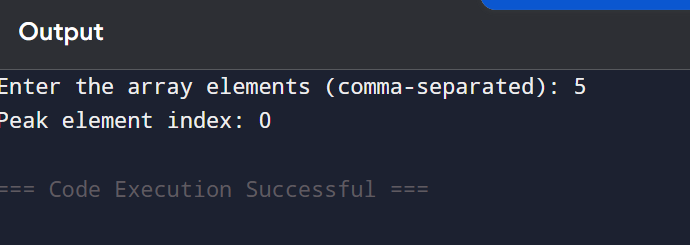 Output
Enter the array elements (comma-separated): 5
Peak element index: 0
=== Code Execution Successful ===